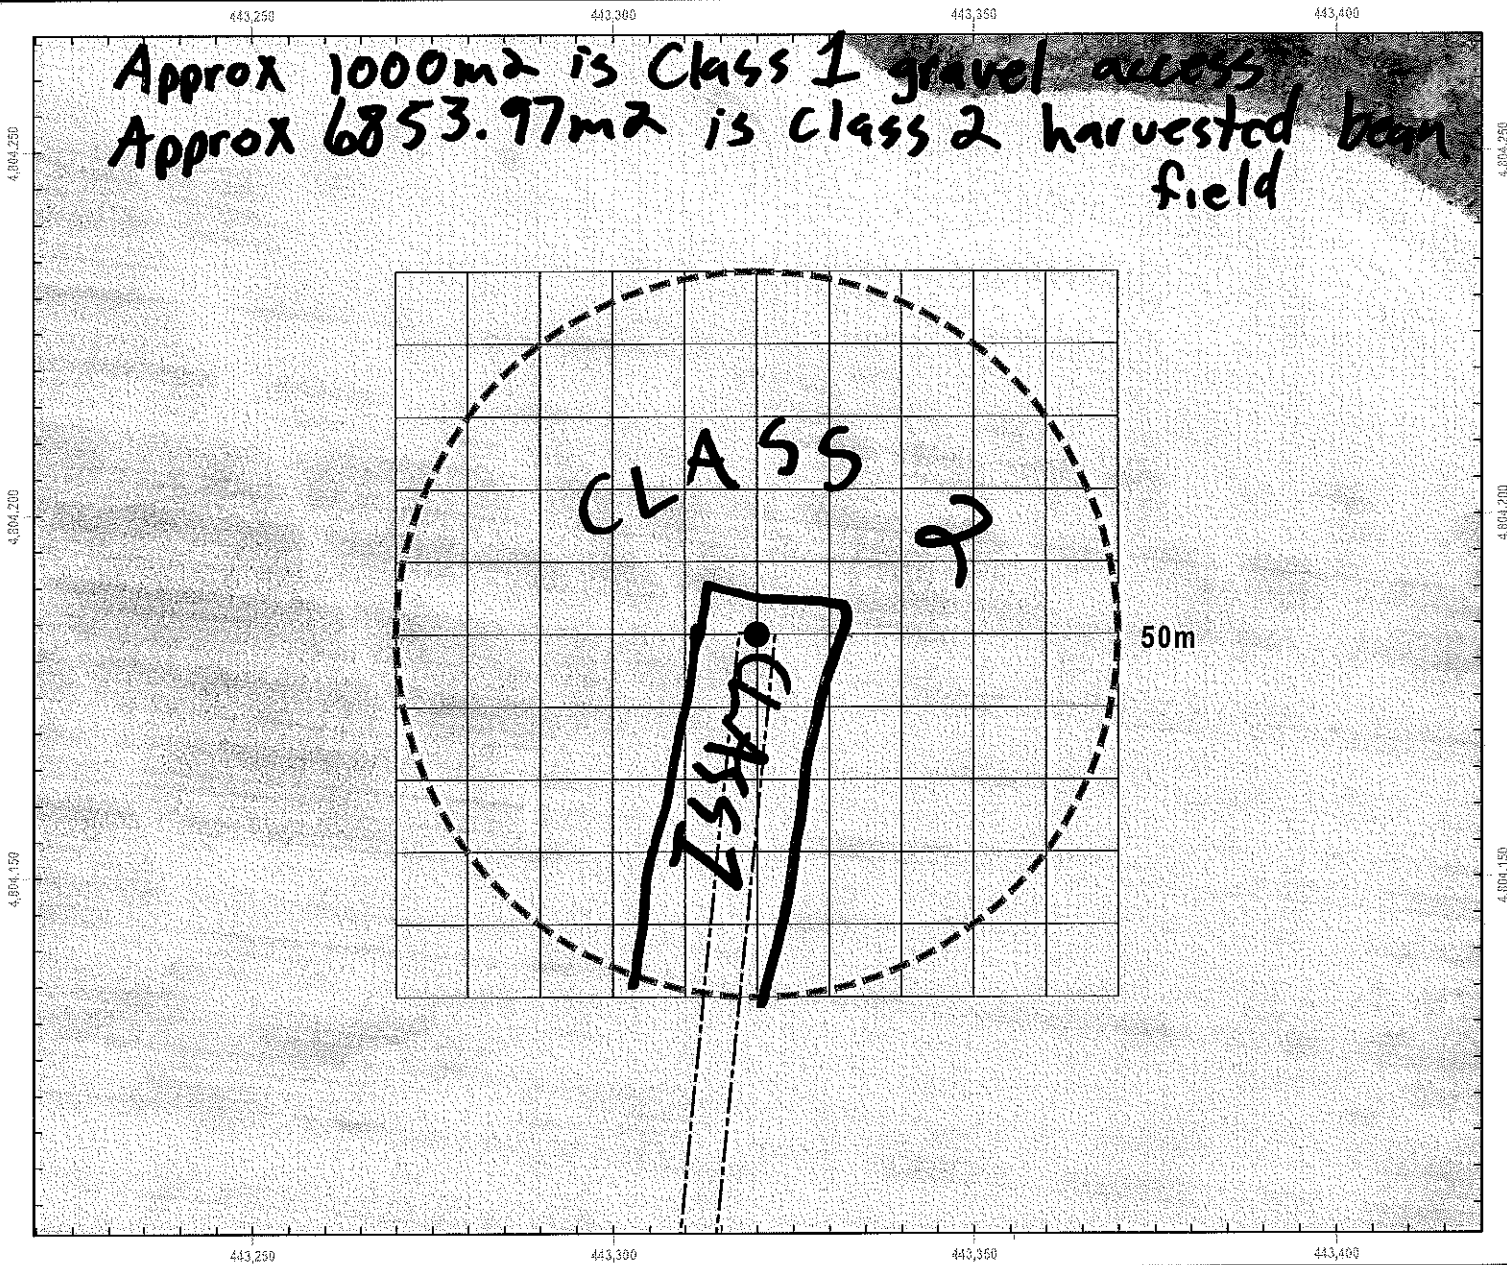 443,250 443,300 443,350 443,400
Approx 1000m2 is Class 1 gravel access
Approx 6853.97m2 is Class 2 harvested bean
field
4,804,250 4,804,250
CLASS 2
4,804,200 4,804,200
50m
CLASS 1
4,804,150 4,804,150
443,250 443,300 443,350 443,400